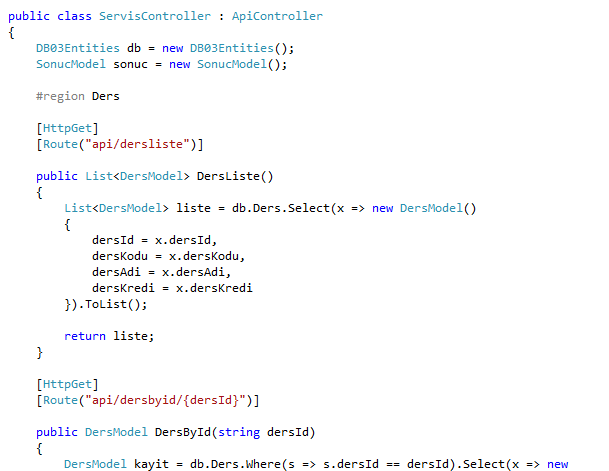 public class ServisController : ApiController
{
DB03Entities db = new DB03Entities();
SonucModel sonuc = new SonucModel();
#region Ders
[HttpGet]
[Route("api/dersliste")]
public List<DersModel> DersListe()
{
List<DersModel> liste = db.Ders.Select(x => new DersModel()
{
dersId = x.dersId,
dersKodu = x.dersKodu,
dersAdi = x.dersAdi,
dersKredi = x.dersKredi
}).ToList();
return liste;
}
[HttpGet]
[Route("api/dersbyid/{dersId}")]
public DersModel DersById(string dersId)
{
DersModel kayit = db.Ders.Where(s => s.dersId == dersId).Select(x => new